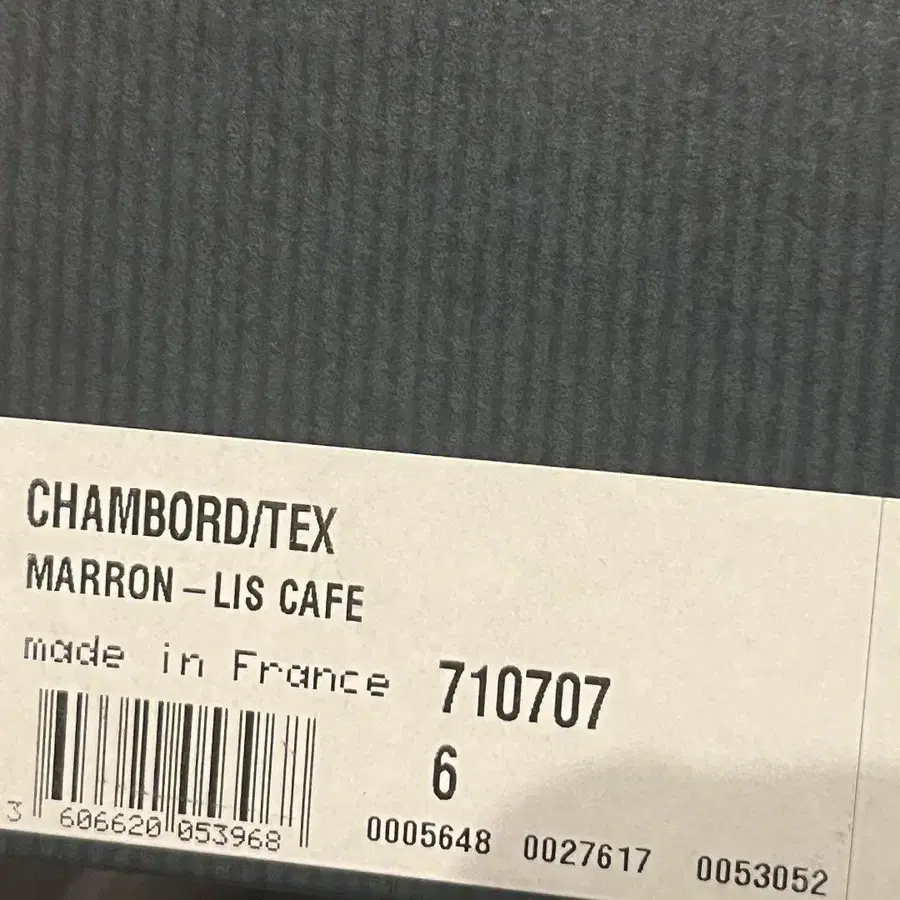 CHAMBORD/TEX
MARRON – LIS CAFE
made in France
710707
6
3 606620 053968
0005648 0027617 0053052